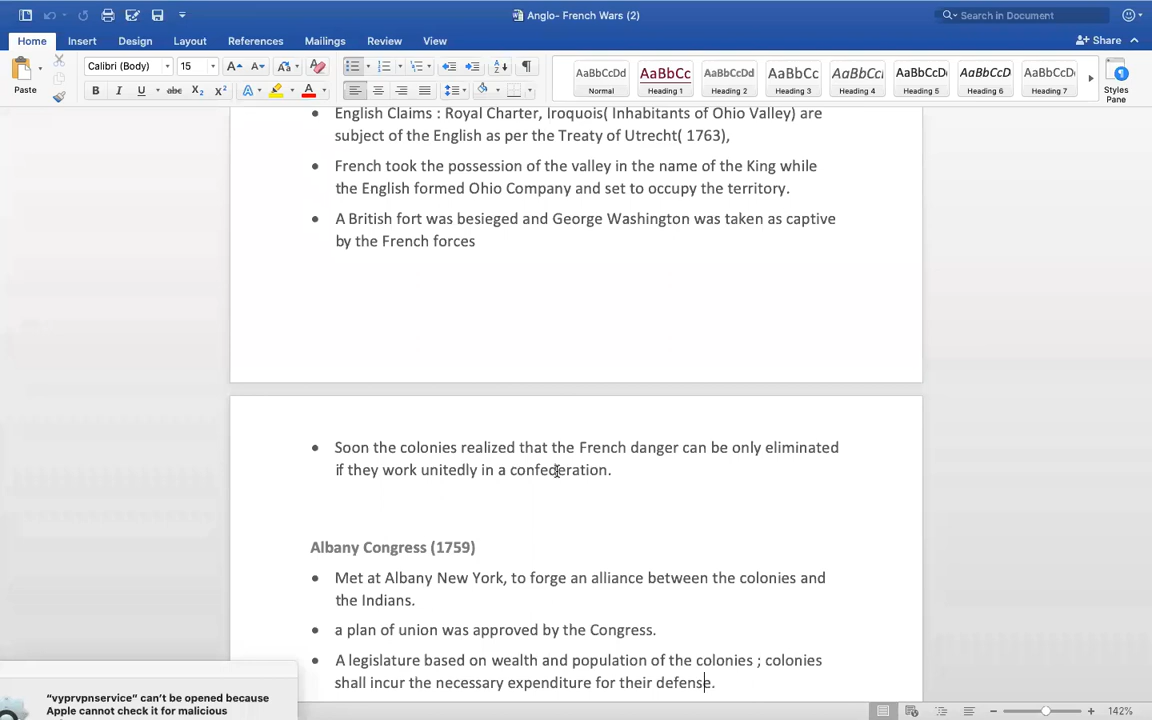 Anglo- French Wars (2)
Search in Document
Home Insert Design Layout References Mailings Review View
Share
Paste
Calibri (Body) 15
AaBbCcDd AaBbCc AaBbCcDd AaBbCc AaBbCcI AaBbCcD AaBbCcD AaBbCcD
Normal Heading 1 Heading 2 Heading 3 Heading 4 Heading 5 Heading 6 Heading 7
Styles
Pane
• English Claims : Royal Charter, Iroquois( Inhabitants of Ohio Valley) are
subject of the English as per the Treaty of Utrecht( 1763),
• French took the possession of the valley in the name of the King while
the English formed Ohio Company and set to occupy the territory.
• A British fort was besieged and George Washington was taken as captive
by the French forces
• Soon the colonies realized that the French danger can be only eliminated
if they work unitedly in a confederation.
Albany Congress (1759)
• Met at Albany New York, to forge an alliance between the colonies and
the Indians.
• a plan of union was approved by the Congress.
• A legislature based on wealth and population of the colonies ; colonies
shall incur the necessary expenditure for their defense.
“vyprvpnservice” can’t be opened because
Apple cannot check it for malicious
142%